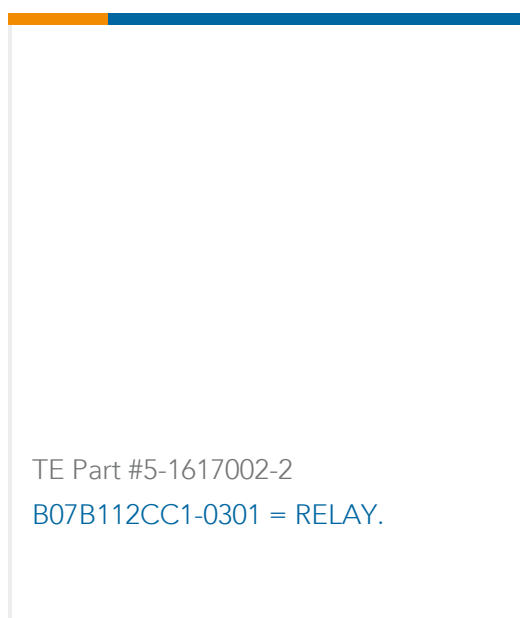 TE Part #5-1617002-2
B07B112CC1-0301 = RELAY.